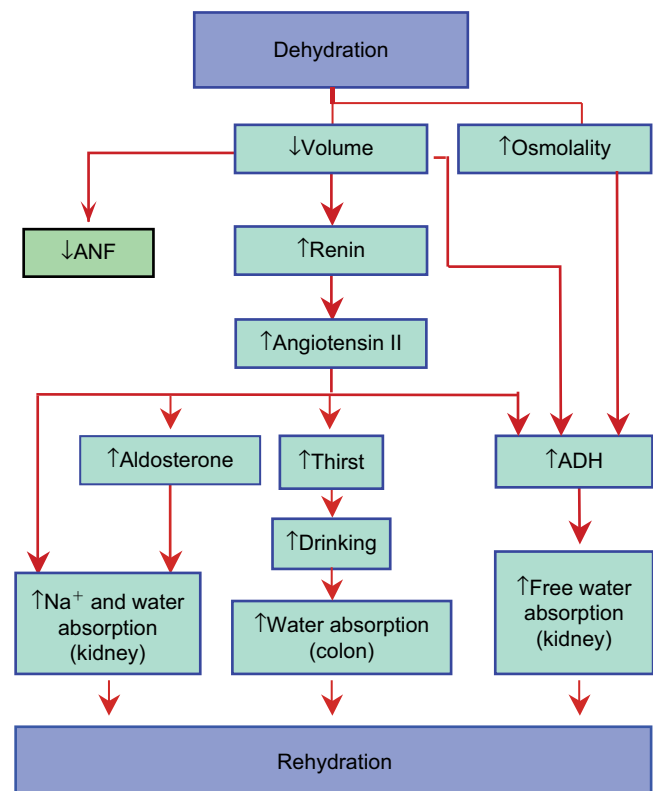 Dehydration
↓Volume
↑Osmolality
↓ANF
↑Renin
↑Angiotensin II
↑Aldosterone
↑Thirst
↑ADH
↑Drinking
↑Na⁺ and water
absorption
(kidney)
↑Water absorption
(colon)
↑Free water
absorption
(kidney)
Rehydration